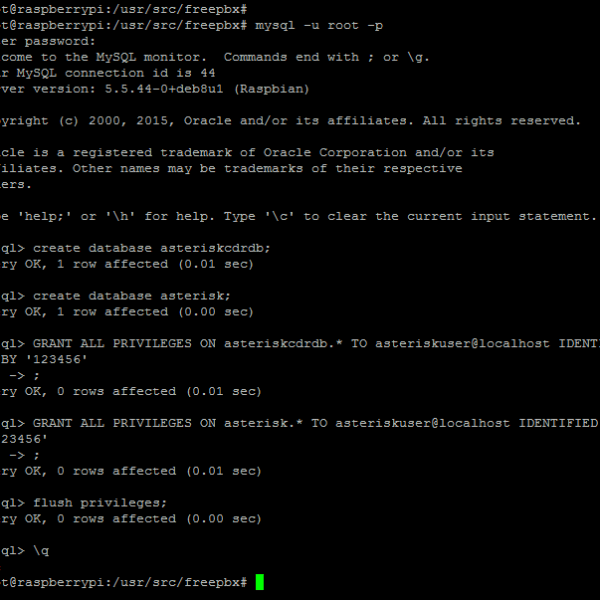 t@raspberrypi:/usr/src/freepbx#
t@raspberrypi:/usr/src/freepbx# mysql -u root -p
er password:
come to the MySQL monitor.  Commands end with ; or \g.
r MySQL connection id is 44
ver version: 5.5.44-0+deb8u1 (Raspbian)
yright (c) 2000, 2015, Oracle and/or its affiliates. All rights reserved.
cle is a registered trademark of Oracle Corporation and/or its
iliates. Other names may be trademarks of their respective
ers.
e 'help;' or '\h' for help. Type '\c' to clear the current input statement.
ql> create database asteriskcdrdb;
ry OK, 1 row affected (0.01 sec)
ql> create database asterisk;
ry OK, 1 row affected (0.00 sec)
ql> GRANT ALL PRIVILEGES ON asteriskcdrdb.* TO asteriskuser@localhost IDENTI
BY '123456'
-> ;
ry OK, 0 rows affected (0.01 sec)
ql> GRANT ALL PRIVILEGES ON asterisk.* TO asteriskuser@localhost IDENTIFIED
23456'
-> ;
ry OK, 0 rows affected (0.01 sec)
ql> flush privileges;
ry OK, 0 rows affected (0.00 sec)
ql> \q
t@raspberrypi:/usr/src/freepbx#